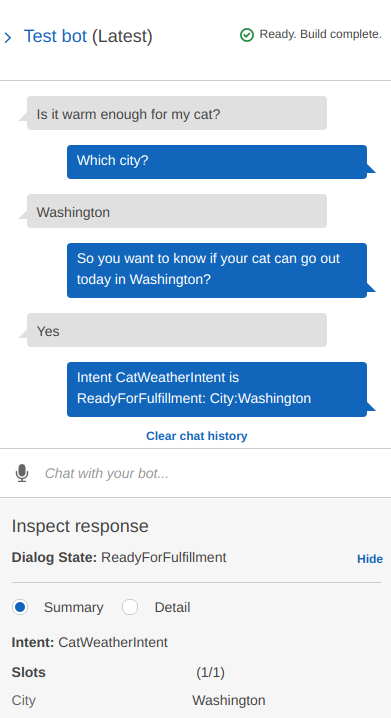 Test bot (Latest)
Ready. Build complete.
Is it warm enough for my cat?
Which city?
Washington
So you want to know if your cat can go out
today in Washington?
Yes
Intent CatWeatherIntent is
ReadyForFulfillment: City:Washington
Clear chat history
Chat with your bot...
Inspect response
Dialog State: ReadyForFulfillment
Hide
Summary Detail
Intent: CatWeatherIntent
Slots (1/1)
City Washington